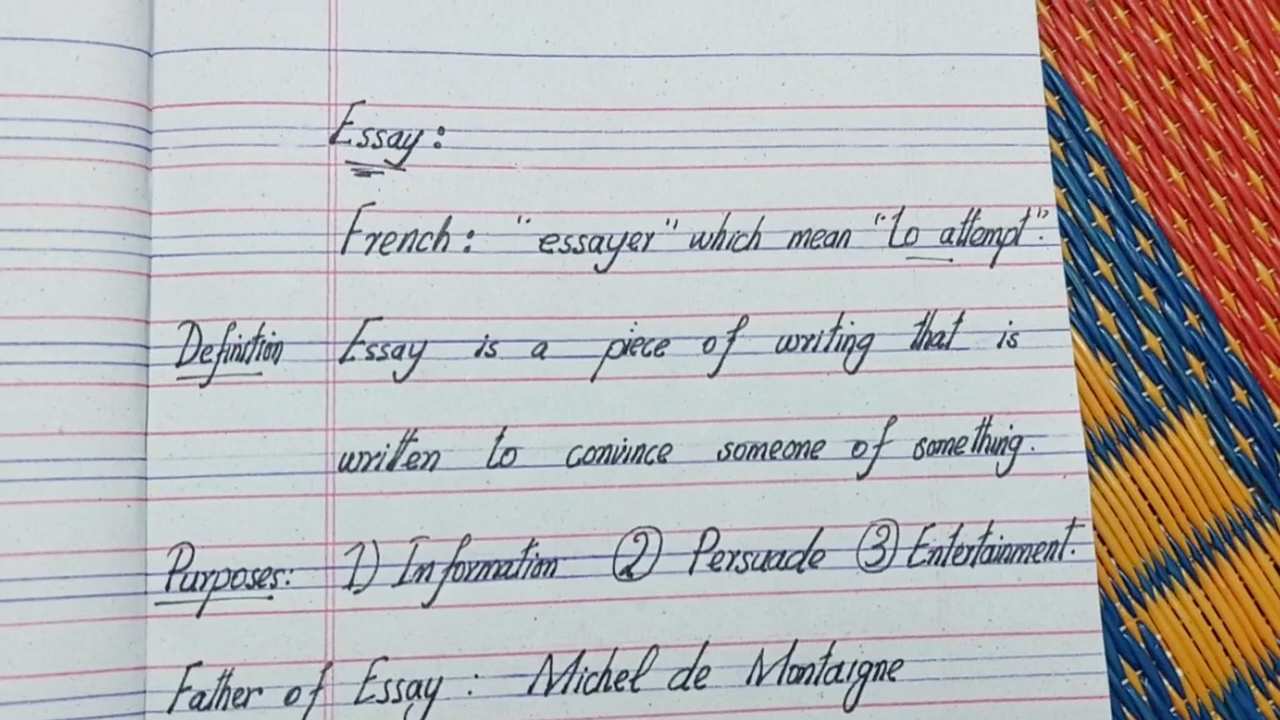 Essay :
French : "essayer" which mean "to attempt".
Definition Essay is a piece of writing that is
written to convince someone of something.
Purposes: 1) Information ② Persuade ③ Entertainment.
Father of Essay : Michel de Montaigne